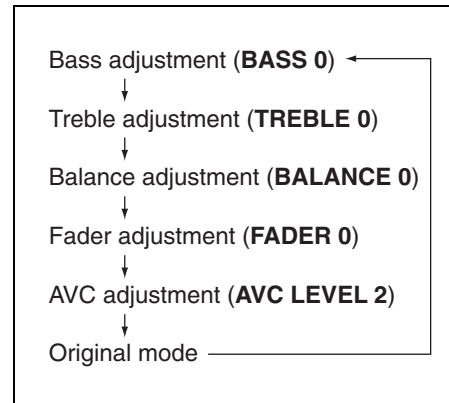 Bass adjustment (BASS 0)
Treble adjustment (TREBLE 0)
Balance adjustment (BALANCE 0)
Fader adjustment (FADER 0)
AVC adjustment (AVC LEVEL 2)
Original mode